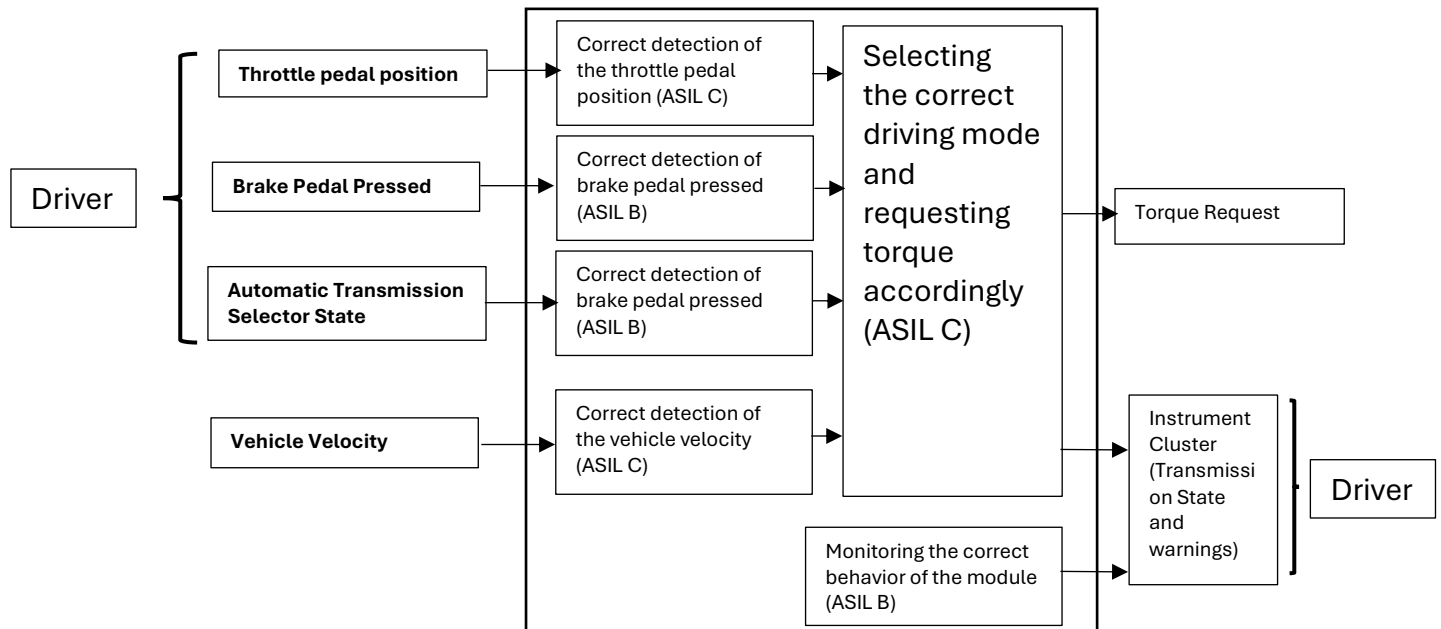 Driver
Throttle pedal position
Brake Pedal Pressed
Automatic Transmission
Selector State
Vehicle Velocity
Correct detection of
the throttle pedal
position (ASIL C)
Correct detection of
brake pedal pressed
(ASIL B)
Correct detection of
brake pedal pressed
(ASIL B)
Correct detection of
the vehicle velocity
(ASIL C)
Selecting
the correct
driving mode
and
requesting
torque
accordingly
(ASIL C)
Monitoring the correct
behavior of the module
(ASIL B)
Torque Request
Instrument
Cluster
(Transmissi
on State
and
warnings)
Driver